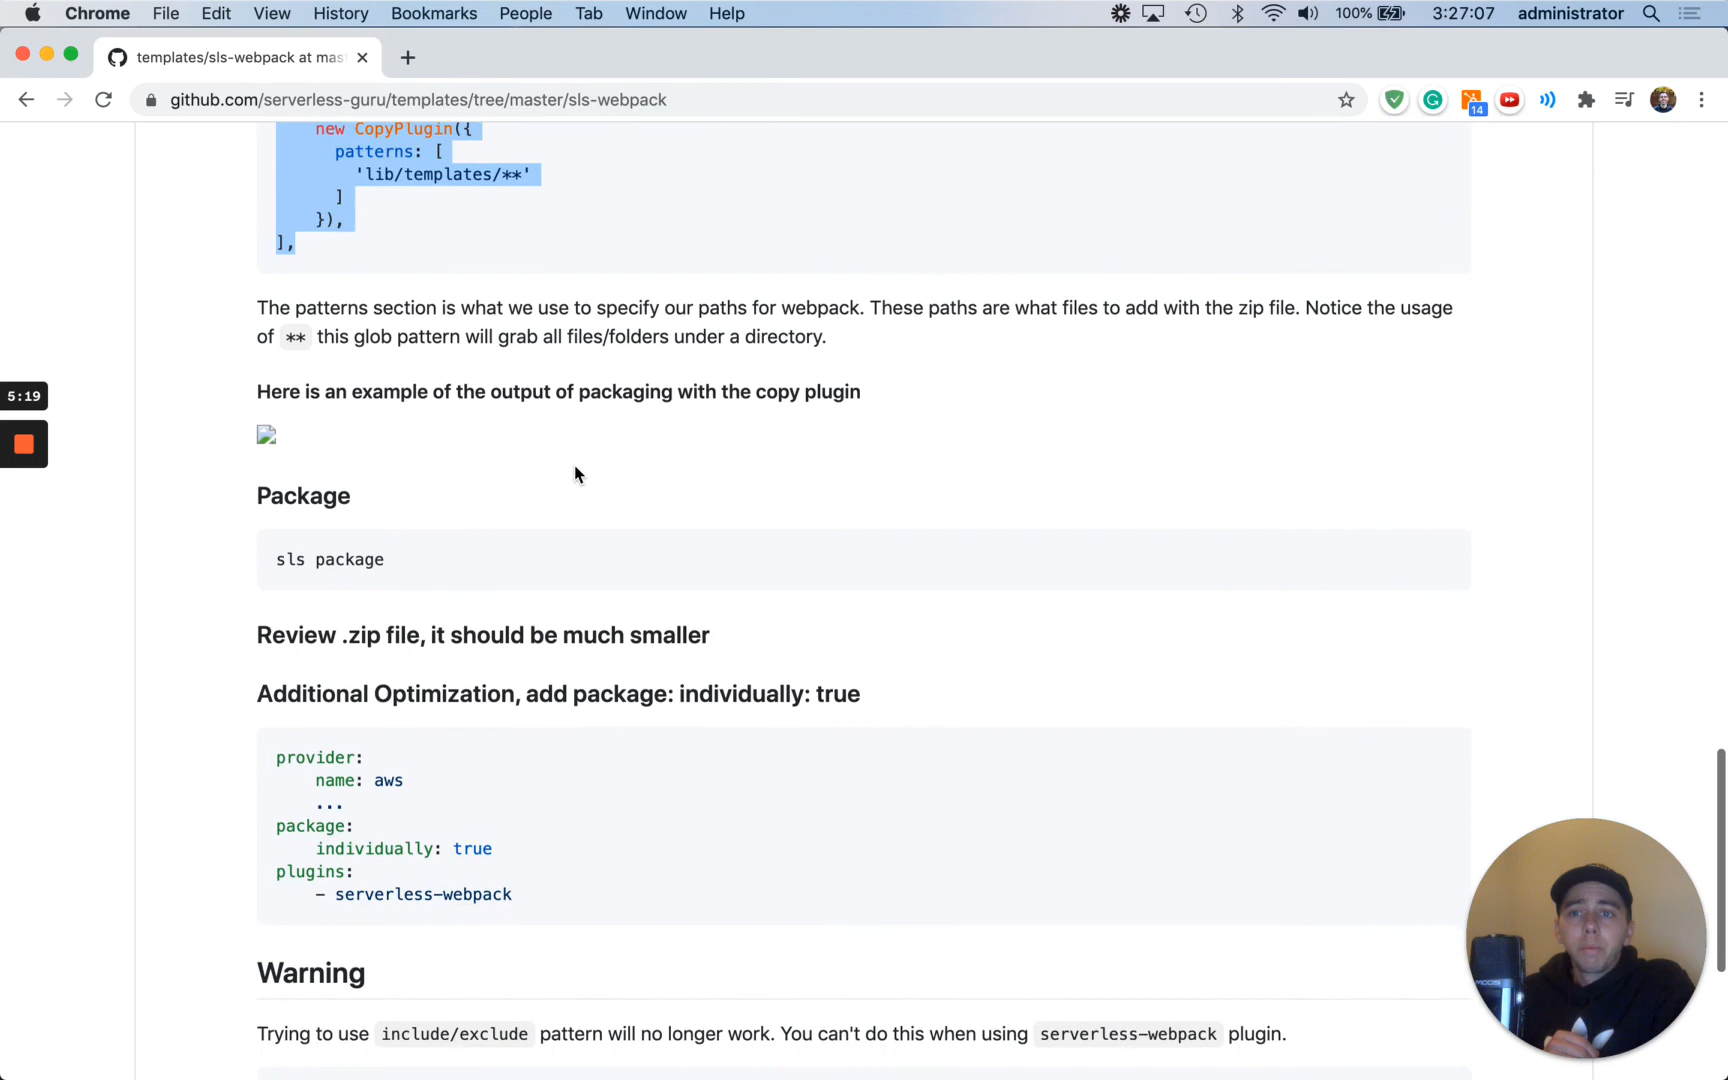 Chrome File Edit View History Bookmarks People Tab Window Help 100% 3:27:07 administrator
templates/sls-webpack at mas
github.com/serverless-guru/templates/tree/master/sls-webpack
14
new CopyPlugin({
patterns: [
'lib/templates/**'
]
}),
],
The patterns section is what we use to specify our paths for webpack. These paths are what files to add with the zip file. Notice the usage
of ** this glob pattern will grab all files/folders under a directory.
Here is an example of the output of packaging with the copy plugin
5:19
Package
sls package
Review .zip file, it should be much smaller
Additional Optimization, add package: individually: true
provider:
name: aws
...
package:
individually: true
plugins:
- serverless-webpack
Warning
Trying to use include/exclude pattern will no longer work. You can't do this when using serverless-webpack plugin.